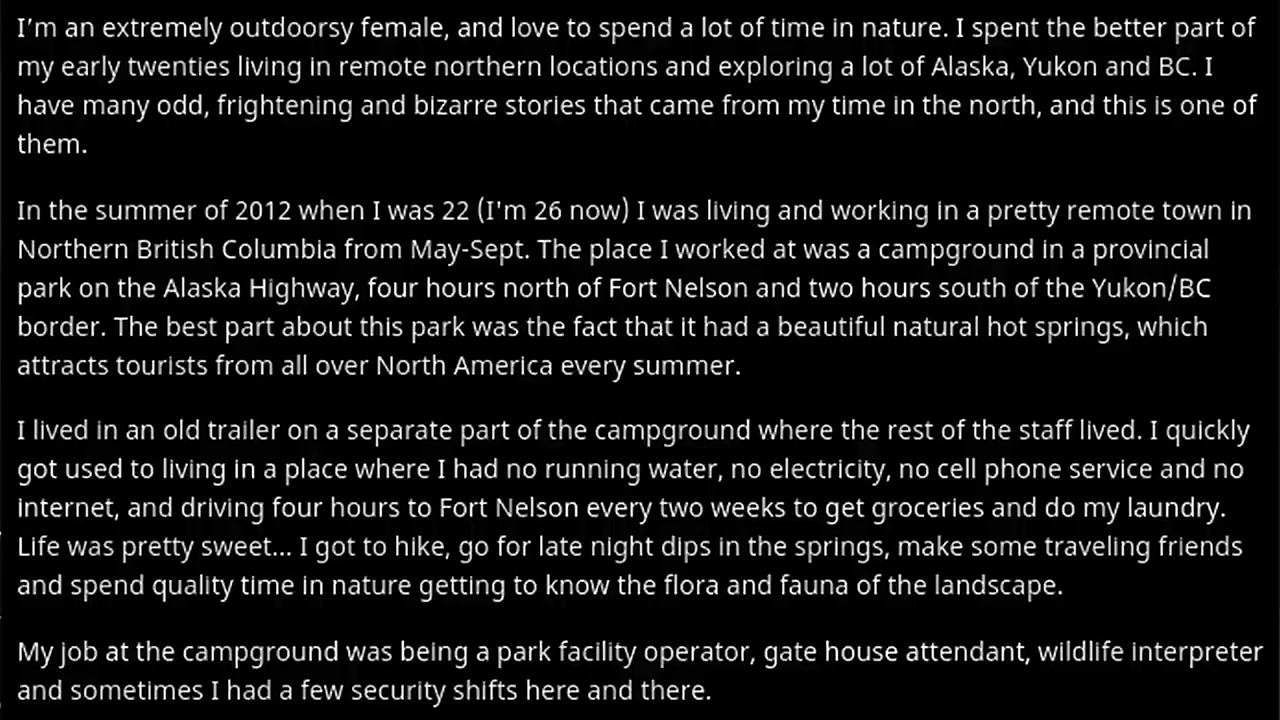 I'm an extremely outdoorsy female, and love to spend a lot of time in nature. I spent the better part of
my early twenties living in remote northern locations and exploring a lot of Alaska, Yukon and BC. I
have many odd, frightening and bizarre stories that came from my time in the north, and this is one of
them.
In the summer of 2012 when I was 22 (I'm 26 now) I was living and working in a pretty remote town in
Northern British Columbia from May-Sept. The place I worked at was a campground in a provincial
park on the Alaska Highway, four hours north of Fort Nelson and two hours south of the Yukon/BC
border. The best part about this park was the fact that it had a beautiful natural hot springs, which
attracts tourists from all over North America every summer.
I lived in an old trailer on a separate part of the campground where the rest of the staff lived. I quickly
got used to living in a place where I had no running water, no electricity, no cell phone service and no
internet, and driving four hours to Fort Nelson every two weeks to get groceries and do my laundry.
Life was pretty sweet... I got to hike, go for late night dips in the springs, make some traveling friends
and spend quality time in nature getting to know the flora and fauna of the landscape.
My job at the campground was being a park facility operator, gate house attendant, wildlife interpreter
and sometimes I had a few security shifts here and there.